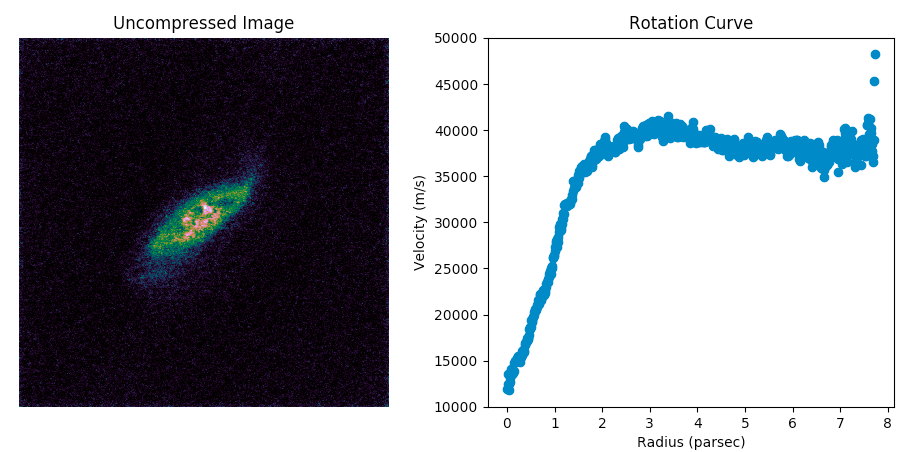 Uncompressed Image
Rotation Curve
50000
45000
40000
35000
30000
25000
20000
15000
10000
Velocity (m/s)
0 1 2 3 4 5 6 7 8
Radius (parsec)